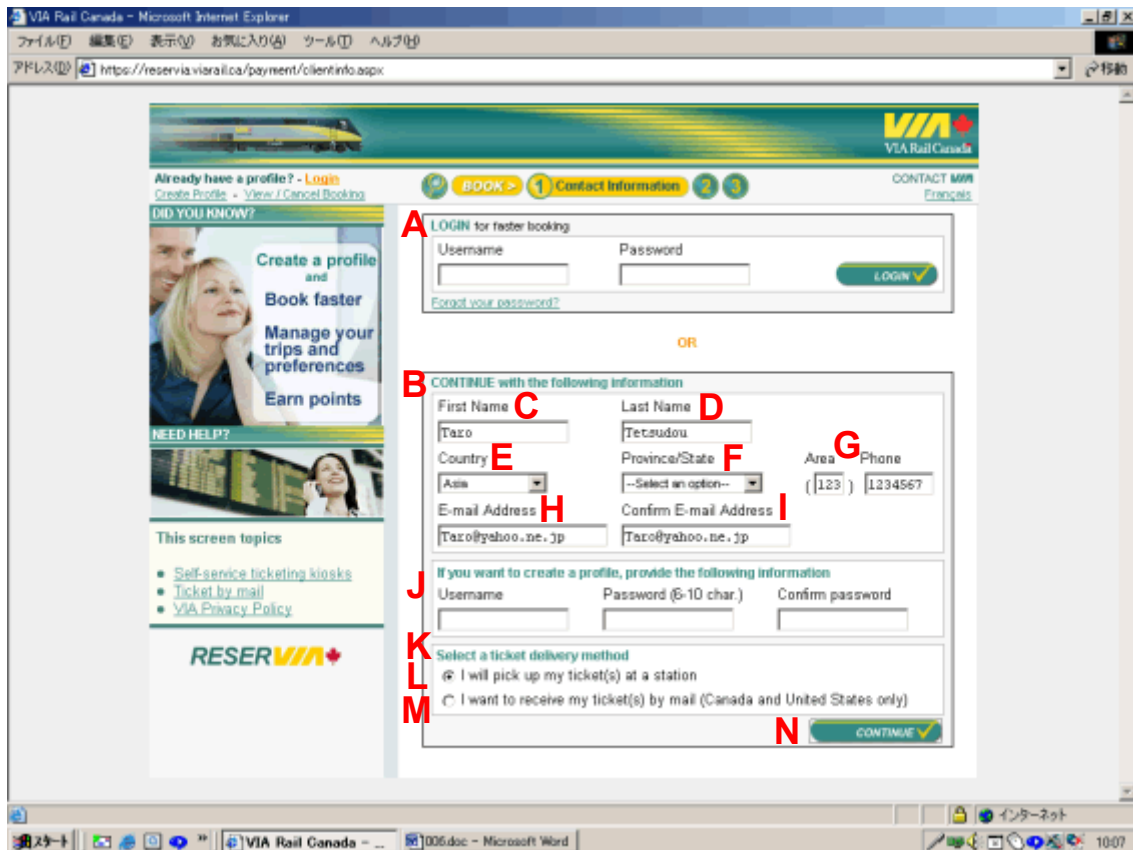 VIA Rail Canada - Microsoft Internet Explorer
ファイル(F) 編集(E) 表示(V) お気に入り(A) ツール(T) ヘルプ(H)
アドレス(D) https://reservia.viarail.ca/payment/clientinfo.aspx 移動
VIA
VIA Rail Canada
Already have a profile? - Login
Create Profile - View / Cancel Booking
BOOK > 1 Contact Information 2 3
CONTACT VIA
Français
DID YOU KNOW?
Create a profile
and
Book faster
Manage your
trips and
preferences
Earn points
NEED HELP?
This screen topics
• Self-service ticketing kiosks
• Ticket by mail
• VIA Privacy Policy
RESERVIA
A LOGIN for faster booking
Username Password
LOGIN
Forgot your password?
OR
B CONTINUE with the following information
First Name C Last Name D
Taro Tetsudou
Country E Province/State F Area G Phone
Asia --Select an option-- (123) 1234567
E-mail Address H Confirm E-mail Address I
Taro@yahoo.ne.jp Taro@yahoo.ne.jp
If you want to create a profile, provide the following information
J Username Password (6-10 char.) Confirm password
K Select a ticket delivery method
L I will pick up my ticket(s) at a station
M I want to receive my ticket(s) by mail (Canada and United States only)
N CONTINUE
インターネット
スタート » VIA Rail Canada - ... 006.doc - Microsoft Word 10:07